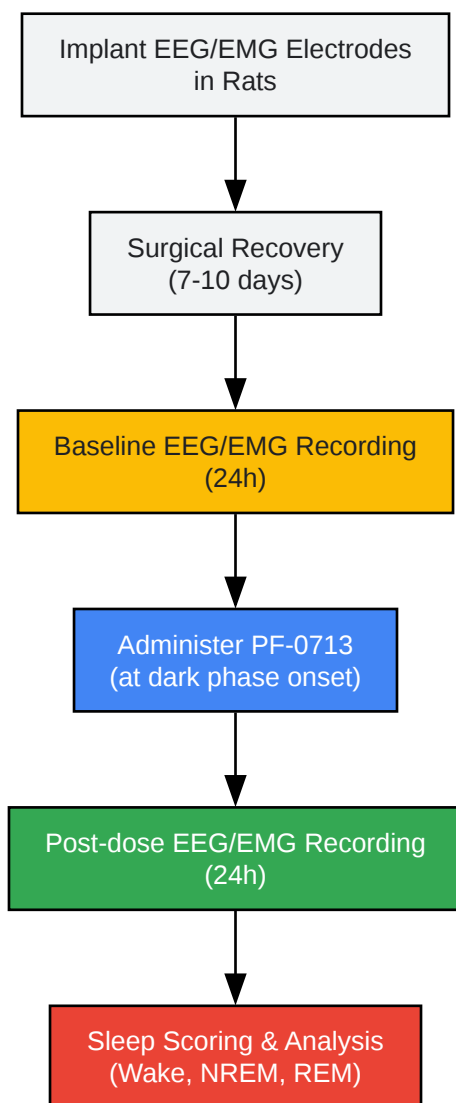 Implant EEG/EMG Electrodes
in Rats
Surgical Recovery
(7-10 days)
Baseline EEG/EMG Recording
(24h)
Administer PF-0713
(at dark phase onset)
Post-dose EEG/EMG Recording
(24h)
Sleep Scoring & Analysis
(Wake, NREM, REM)